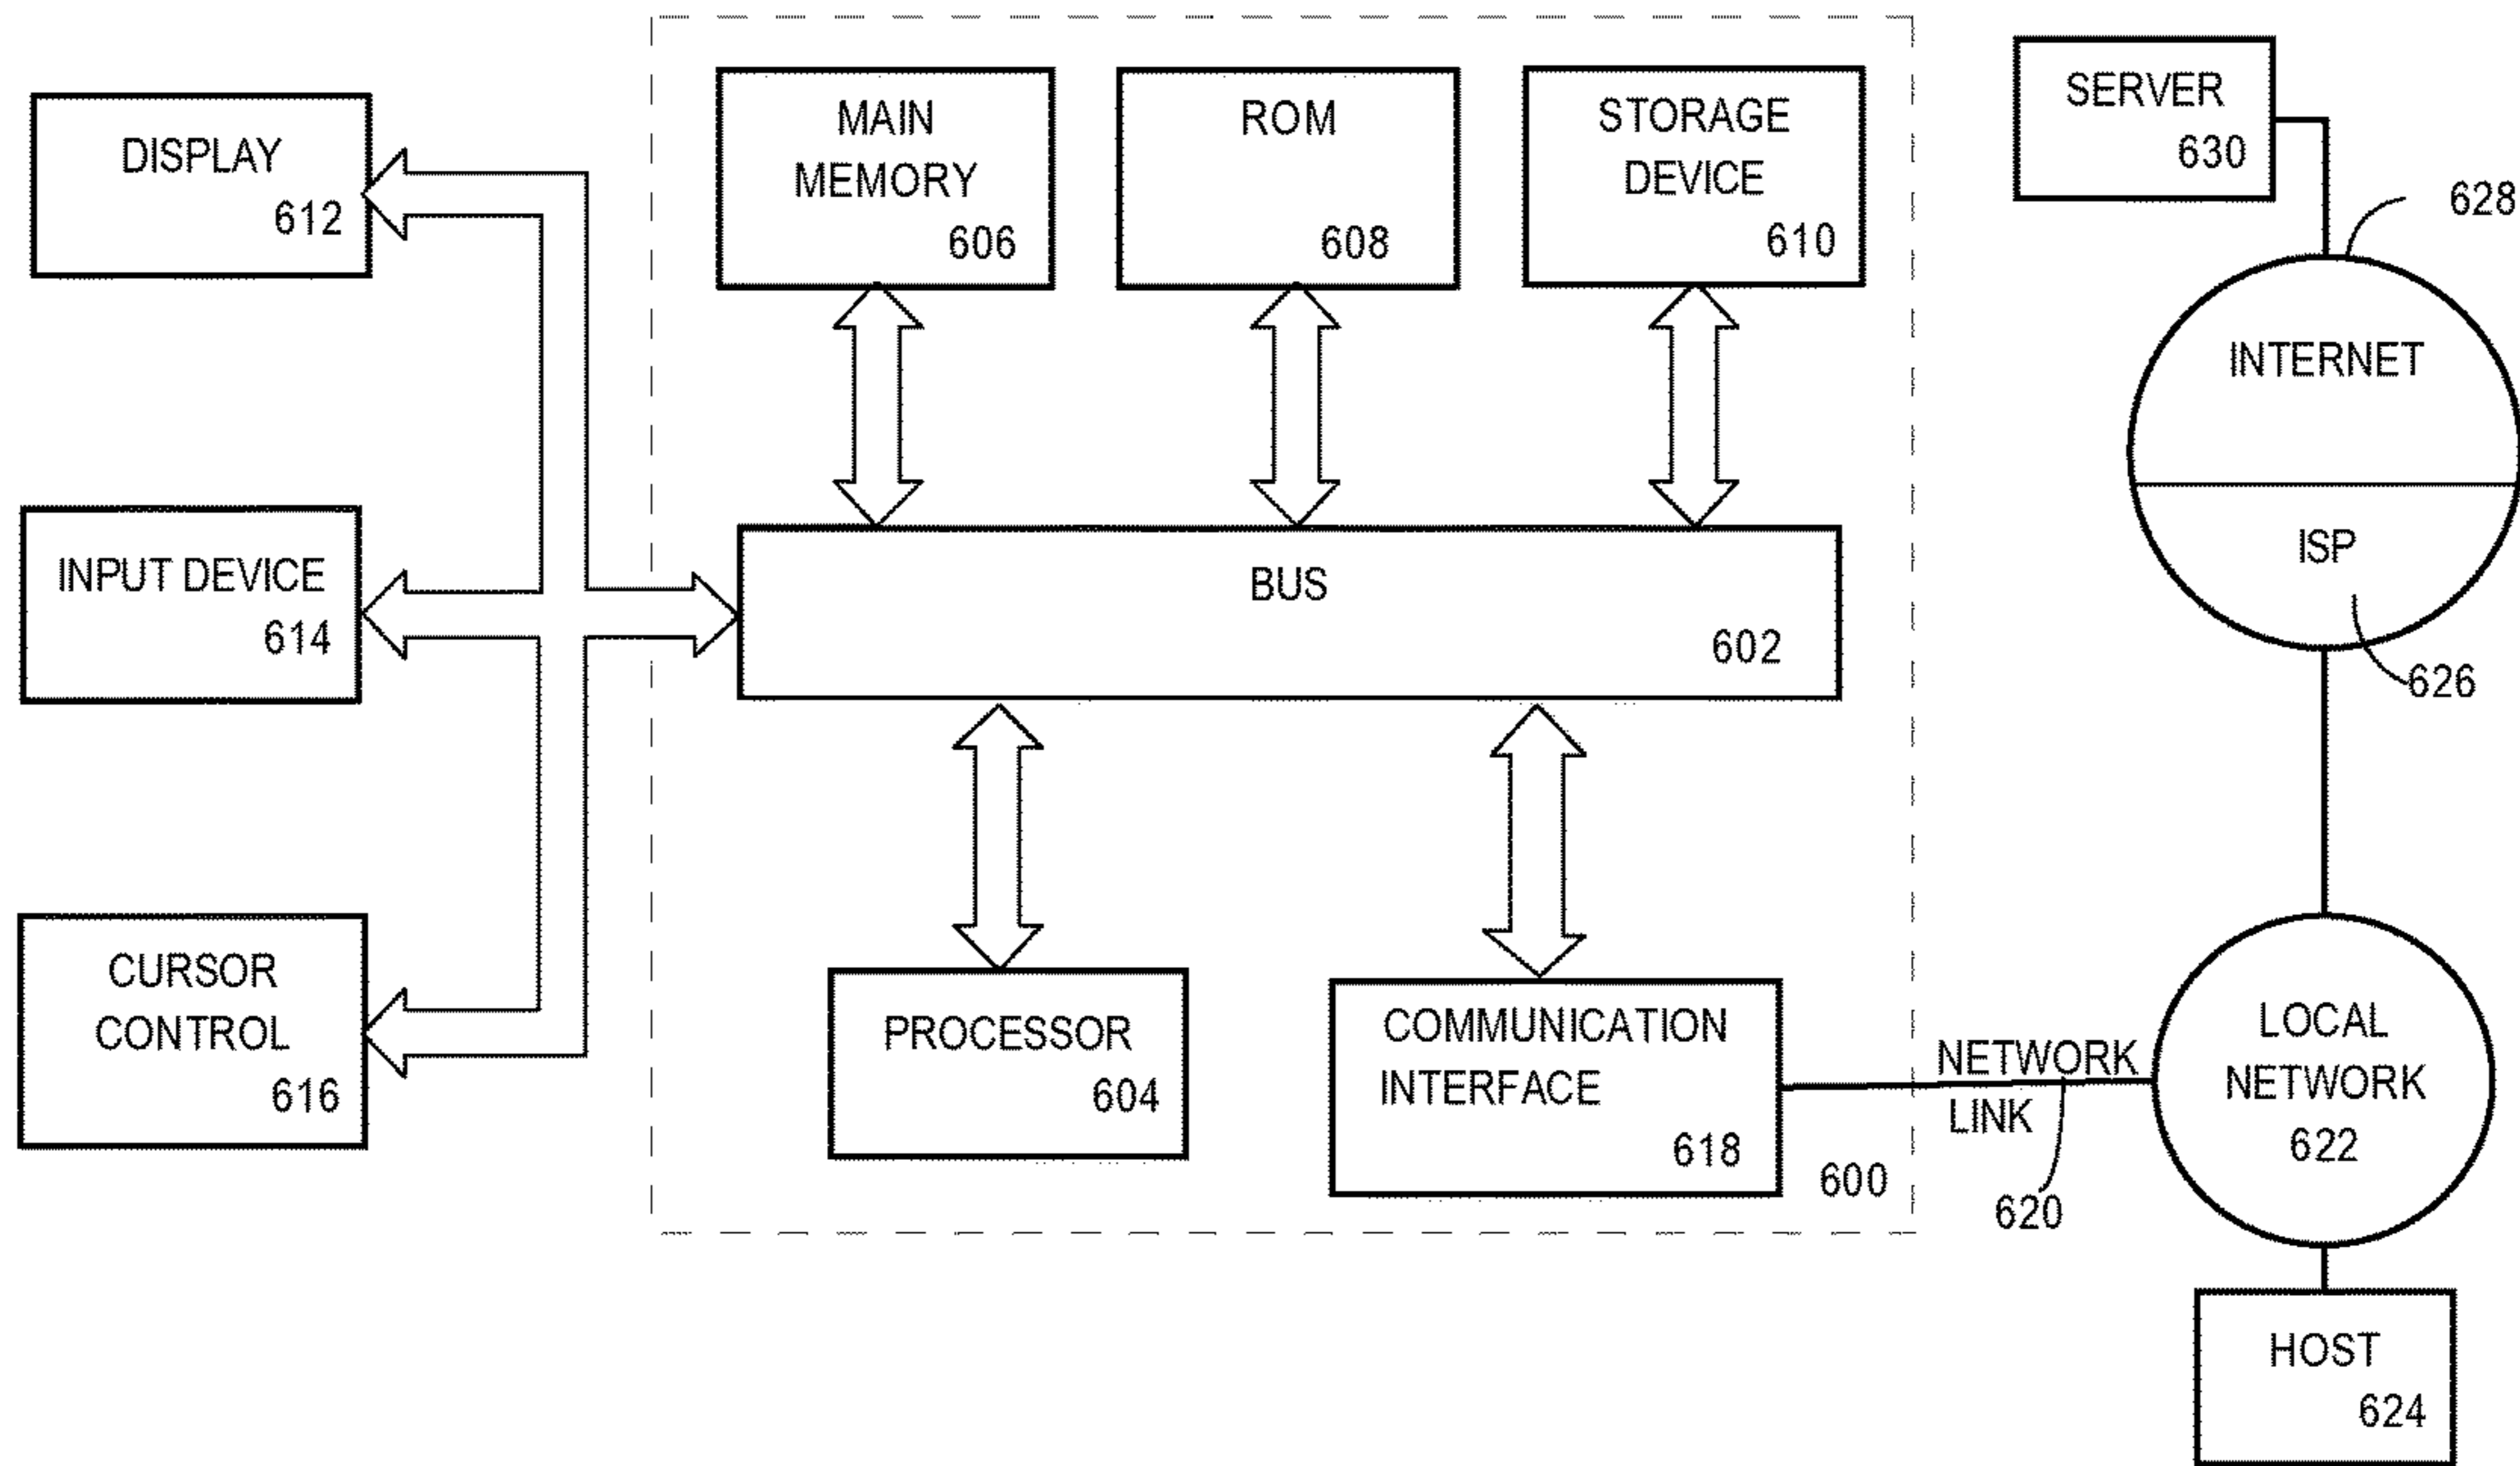 DISPLAY
612
INPUT DEVICE
614
CURSOR
CONTROL
616
MAIN
MEMORY
606
ROM
608
STORAGE
DEVICE
610
BUS
602
PROCESSOR
604
COMMUNICATION
INTERFACE
618
600
SERVER
630
628
INTERNET
ISP
626
NETWORK
LINK
620
LOCAL
NETWORK
622
HOST
624